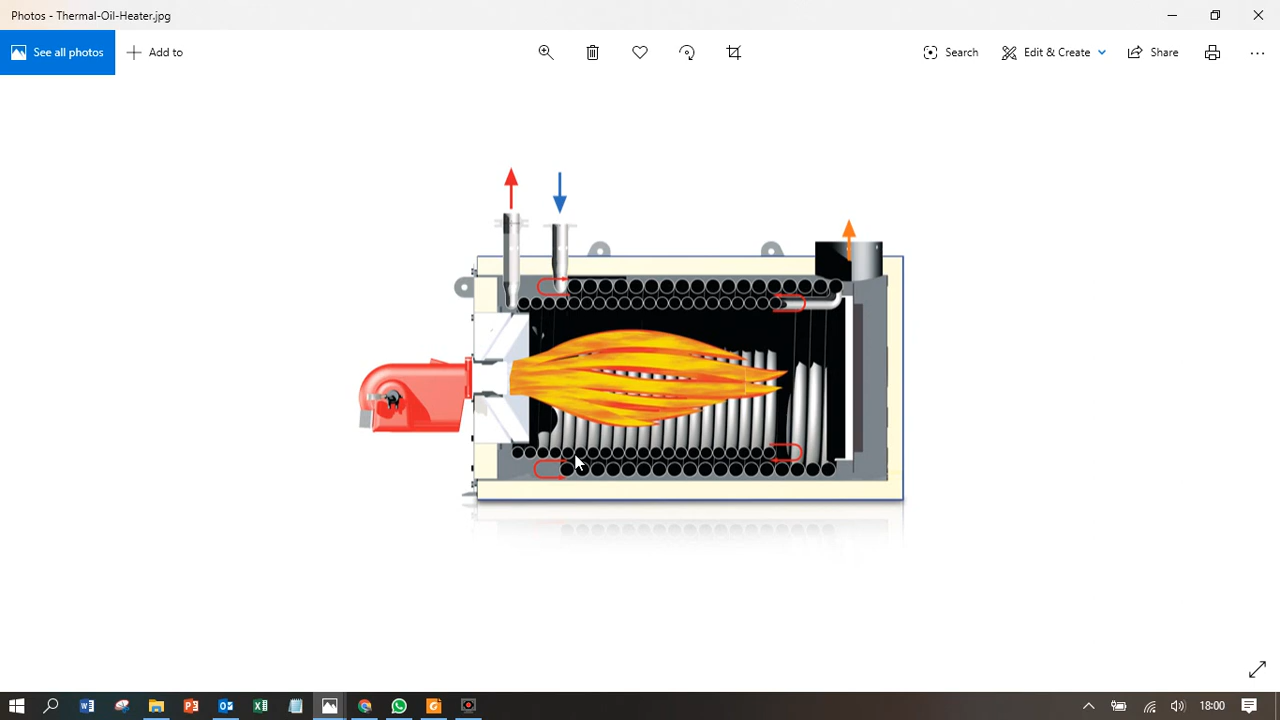 Photos - Thermal-Oil-Heater.jpg
See all photos
Add to
Search
Edit & Create
Share
18:00